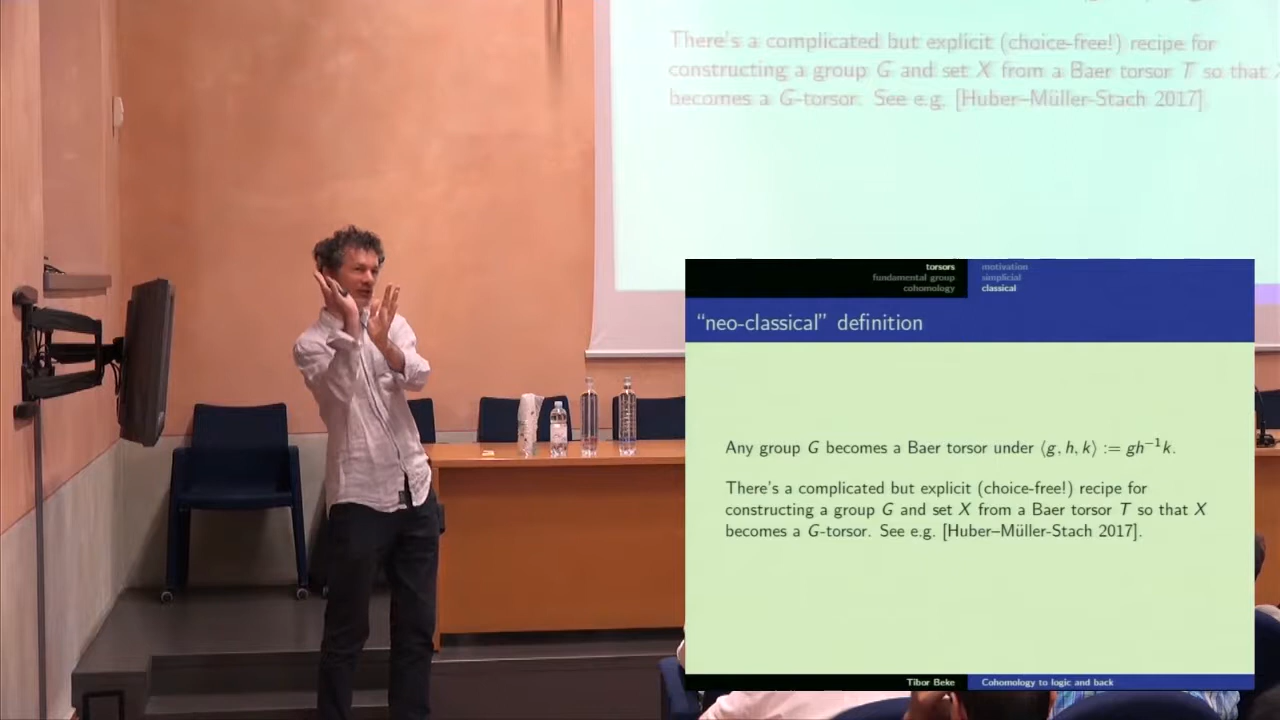 There's a complicated but explicit (choice-free!) recipe for
constructing a group G and set X from a Baer torsor T so that
becomes a G-torsor. See e.g. [Huber–Müller-Stach 2017].
torsors
fundamental group
cohomology
motivation
simplicial
classical
“neo-classical” definition
Any group G becomes a Baer torsor under ⟨g, h, k⟩ := gh⁻¹k.
There's a complicated but explicit (choice-free!) recipe for
constructing a group G and set X from a Baer torsor T so that X
becomes a G-torsor. See e.g. [Huber–Müller-Stach 2017].
Tibor Beke
Cohomology to logic and back